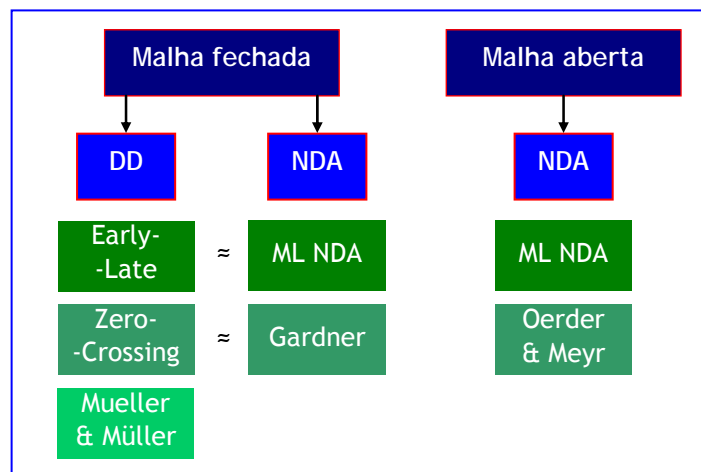 Malha fechada
Malha aberta
DD
NDA
NDA
Early-
-Late
≈
ML NDA
ML NDA
Zero-
-Crossing
≈
Gardner
Oerder
& Meyr
Mueller
& Müller